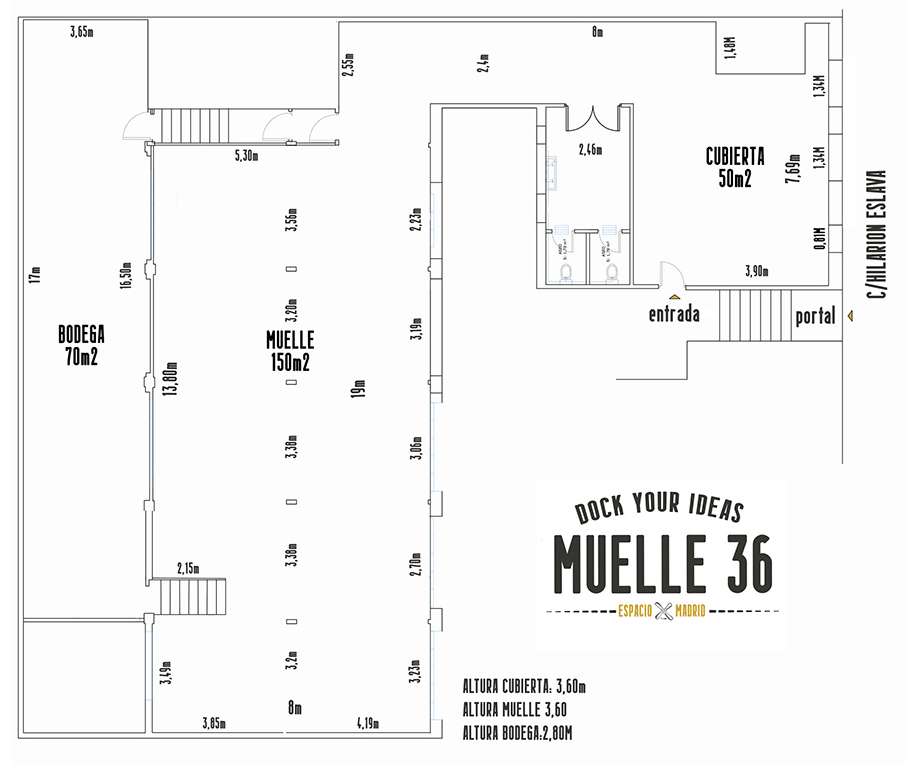 3,65m
8m
2,55m
2,4m
1,48M
1,34M
5,30m
2,46m
CUBIERTA
50m2
7,69m
1,34M
C/HILARION ESLAVA
3,56m
2,23m
0,81M
17m
16,50m
3,90m
3,20m
3,19m
entrada
portal
BODEGA
70m2
MUELLE
150m2
13,80m
19m
3,38m
3,06m
DOCK YOUR IDEAS
MUELLE 36
ESPACIO MADRID
3,38m
2,70m
2,15m
3,49m
3,2m
3,23m
8m
3,85m
4,19m
ALTURA CUBIERTA: 3,60m
ALTURA MUELLE 3,60
ALTURA BODEGA:2,80M